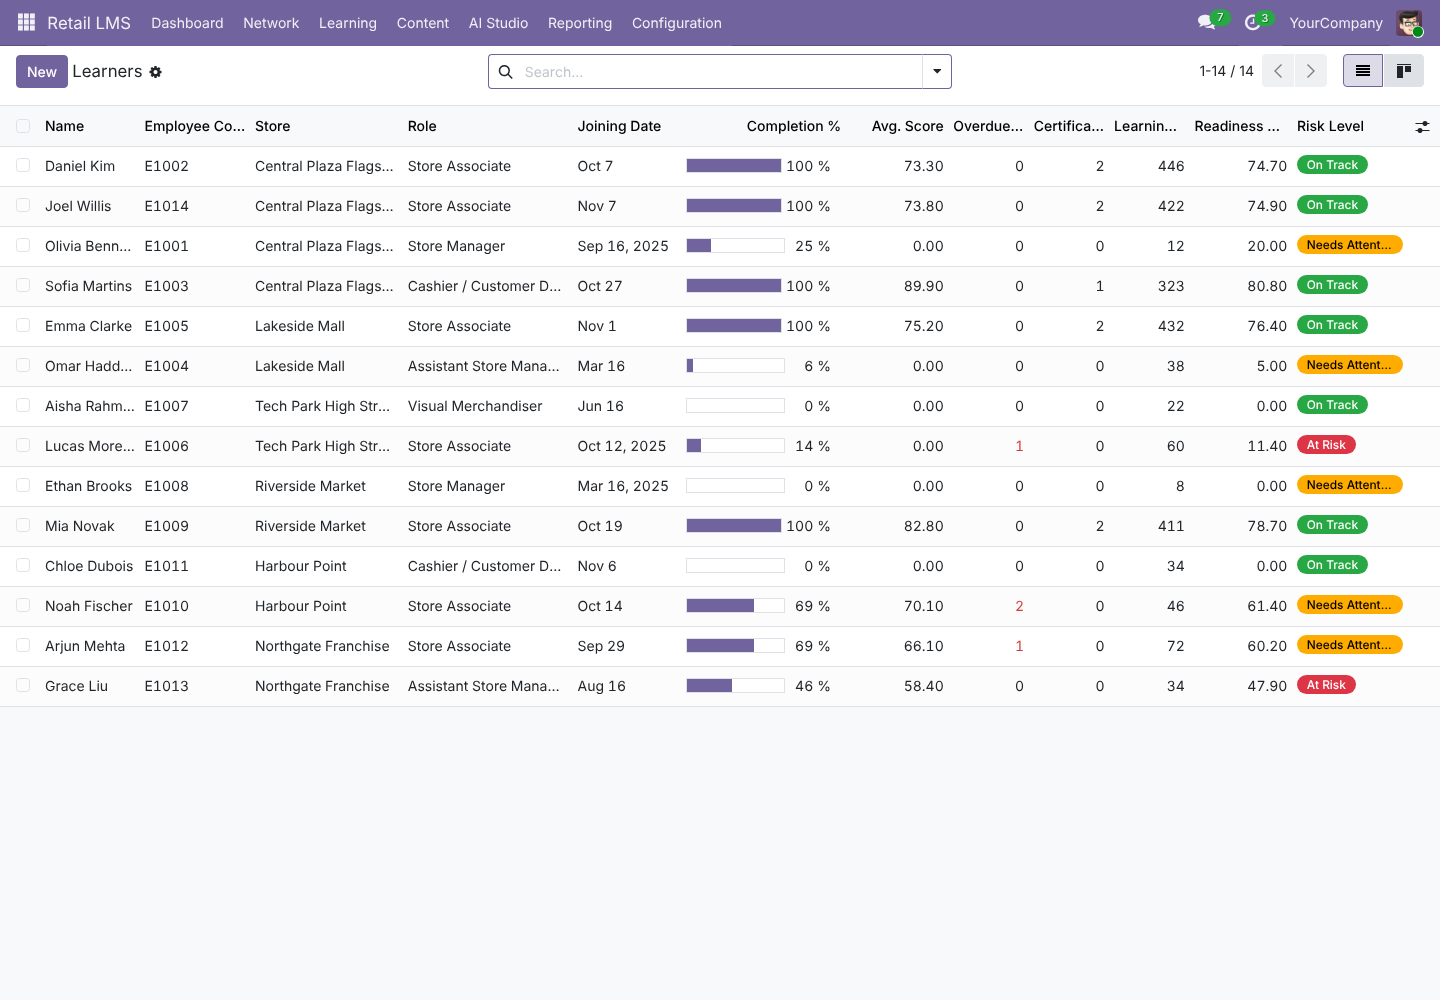 Retail LMS Dashboard Network Learning Content AI Studio Reporting Configuration 7 3 YourCompany
New Learners Search... 1-14 / 14
Name Employee Co... Store Role Joining Date Completion % Avg. Score Overdue... Certifica... Learnin... Readiness ... Risk Level
Daniel Kim E1002 Central Plaza Flags... Store Associate Oct 7 100 % 73.30 0 2 446 74.70 On Track
Joel Willis E1014 Central Plaza Flags... Store Associate Nov 7 100 % 73.80 0 2 422 74.90 On Track
Olivia Benn... E1001 Central Plaza Flags... Store Manager Sep 16, 2025 25 % 0.00 0 0 12 20.00 Needs Attent...
Sofia Martins E1003 Central Plaza Flags... Cashier / Customer D... Oct 27 100 % 89.90 0 1 323 80.80 On Track
Emma Clarke E1005 Lakeside Mall Store Associate Nov 1 100 % 75.20 0 2 432 76.40 On Track
Omar Hadd... E1004 Lakeside Mall Assistant Store Mana... Mar 16 6 % 0.00 0 0 38 5.00 Needs Attent...
Aisha Rahm... E1007 Tech Park High Str... Visual Merchandiser Jun 16 0 % 0.00 0 0 22 0.00 On Track
Lucas More... E1006 Tech Park High Str... Store Associate Oct 12, 2025 14 % 0.00 1 0 60 11.40 At Risk
Ethan Brooks E1008 Riverside Market Store Manager Mar 16, 2025 0 % 0.00 0 0 8 0.00 Needs Attent...
Mia Novak E1009 Riverside Market Store Associate Oct 19 100 % 82.80 0 2 411 78.70 On Track
Chloe Dubois E1011 Harbour Point Cashier / Customer D... Nov 6 0 % 0.00 0 0 34 0.00 On Track
Noah Fischer E1010 Harbour Point Store Associate Oct 14 69 % 70.10 2 0 46 61.40 Needs Attent...
Arjun Mehta E1012 Northgate Franchise Store Associate Sep 29 69 % 66.10 1 0 72 60.20 Needs Attent...
Grace Liu E1013 Northgate Franchise Assistant Store Mana... Aug 16 46 % 58.40 0 0 34 47.90 At Risk